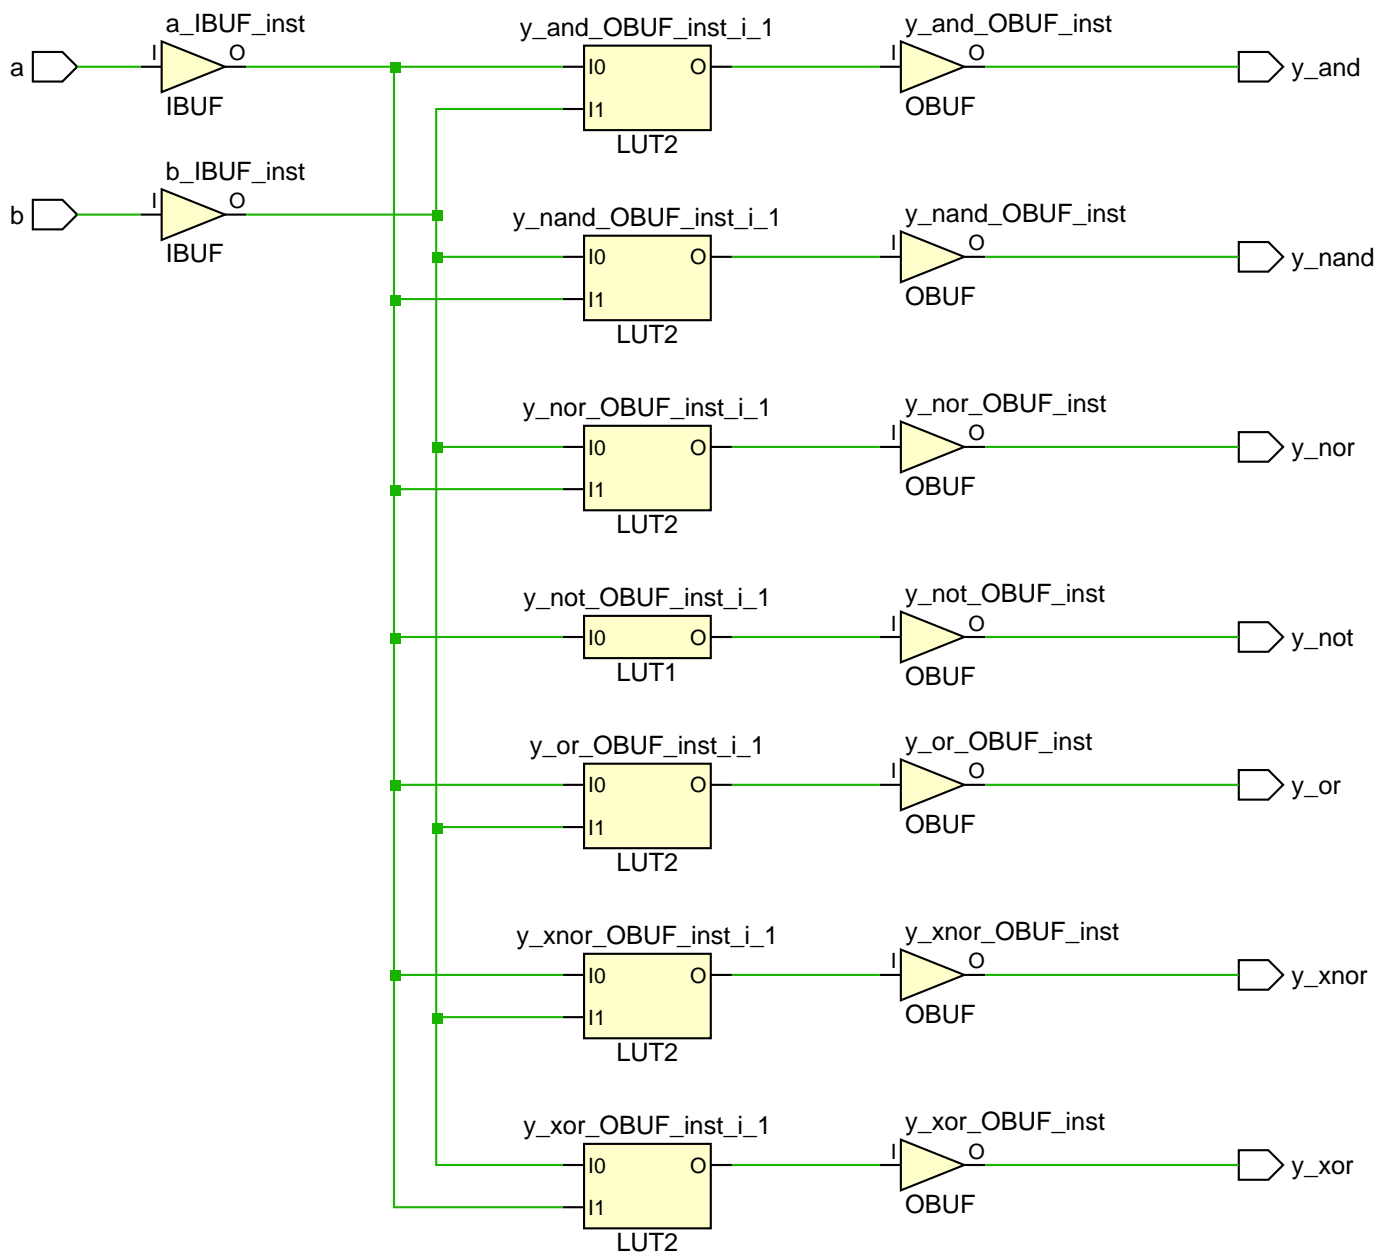 a_IBUF_inst
a
I
O
IBUF
y_and_OBUF_inst_i_1
I0
O
I1
LUT2
y_and_OBUF_inst
I
O
OBUF
y_and
b_IBUF_inst
b
I
O
IBUF
y_nand_OBUF_inst_i_1
I0
O
I1
LUT2
y_nand_OBUF_inst
I
O
OBUF
y_nand
y_nor_OBUF_inst_i_1
I0
O
I1
LUT2
y_nor_OBUF_inst
I
O
OBUF
y_nor
y_not_OBUF_inst_i_1
I0
O
LUT1
y_not_OBUF_inst
I
O
OBUF
y_not
y_or_OBUF_inst_i_1
I0
O
I1
LUT2
y_or_OBUF_inst
I
O
OBUF
y_or
y_xnor_OBUF_inst_i_1
I0
O
I1
LUT2
y_xnor_OBUF_inst
I
O
OBUF
y_xnor
y_xor_OBUF_inst_i_1
I0
O
I1
LUT2
y_xor_OBUF_inst
I
O
OBUF
y_xor